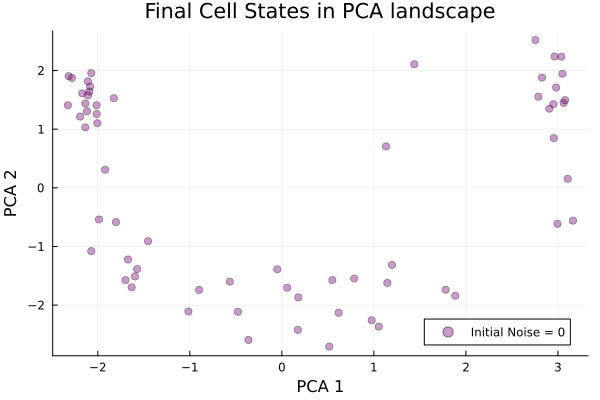 Final Cell States in PCA landscape
PCA 2
2
1
0
−1
−2
Initial Noise = 0
−2
−1
0
1
2
3
PCA 1